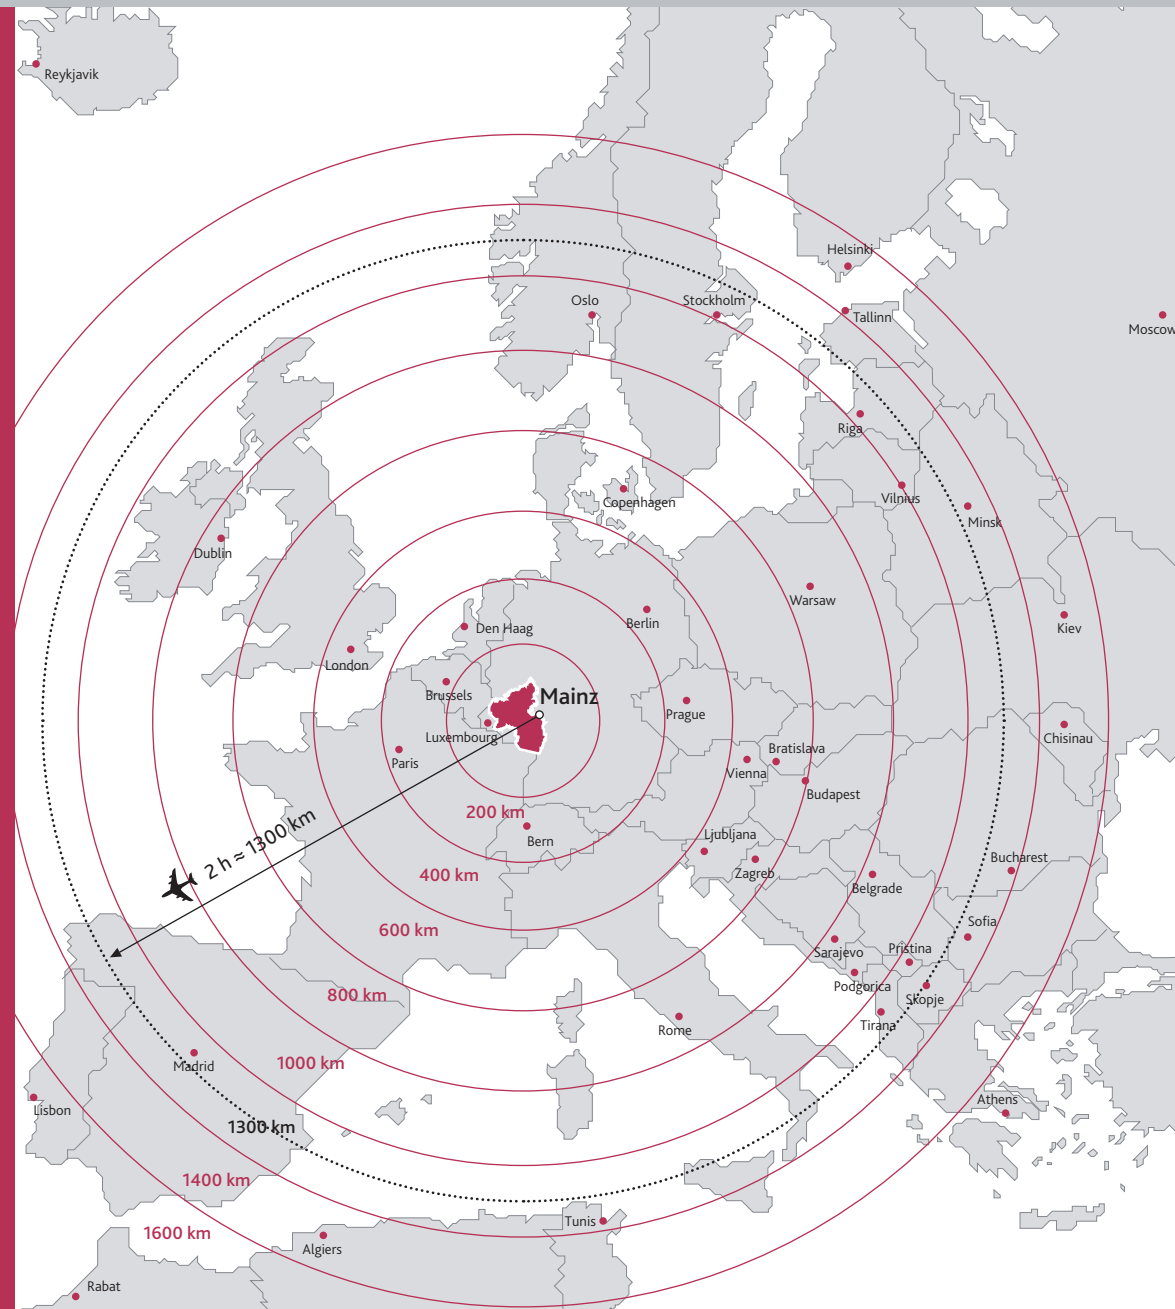 Reykjavik
Helsinki
Oslo
Stockholm
Tallinn
Moscow
Riga
Vilnius
Copenhagen
Minsk
Dublin
Warsaw
Berlin
Den Haag
Kiev
London
Brussels
Mainz
Prague
Luxembourg
Chisinau
Paris
Bratislava
Vienna
Budapest
200 km
2 h ≈ 1300 km
Ljubljana
Bern
Bucharest
Zagreb
400 km
Belgrade
Sofia
600 km
Pristina
Sarajevo
Podgorica
800 km
Skopje
Tirana
Rome
1000 km
Madrid
Athens
Lisbon
1300 km
1400 km
Tunis
1600 km
Algiers
Rabat